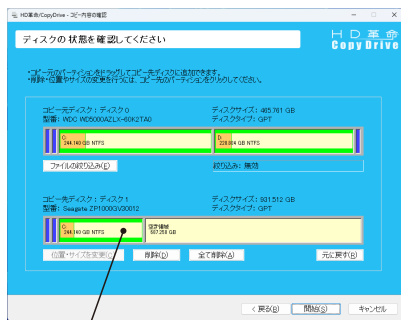 HD革命/CopyDrive - コピー内容の確認
ディスクの状態を確認してください
HD革命
CopyDrive
・コピー元のパーティションをドラッグしてコピー先ディスクに追加できます。
・削除・位置やサイズの変更を行うには、コピー先のパーティションをクリックしてください。
コピー元ディスク：ディスク0 ディスクサイズ：465.761 GB
型番：WDC WD5000AZLX-60K2TA0 ディスクタイプ：GPT
C: D:
244.140 GB NTFS GB NTFS
ファイルの絞り込み(F) 絞り込み：無効
コピー先ディスク：ディスク1 ディスクサイズ：931.512 GB
型番：Seagate ZP1000GV30012 ディスクタイプ：GPT
C: 空き領域
244.140 GB NTFS GB
位置・サイズを変更(C) 削除(D) 全て削除(A) 元に戻す(R)
< 戻る(B) 開始(S) キャンセル